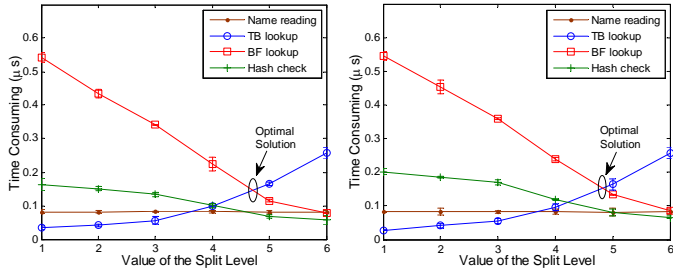 Name reading
TB lookup
BF lookup
Hash check
Optimal
Solution
0.6
0.5
0.4
0.3
0.2
0.1
0
1 2 3 4 5 6
Time Consuming (μ s)
Value of the Split Level
Name reading
TB lookup
BF lookup
Hash check
Optimal
Solution
0.6
0.5
0.4
0.3
0.2
0.1
0
1 2 3 4 5 6
Time Consuming (μ s)
Value of the Split Level